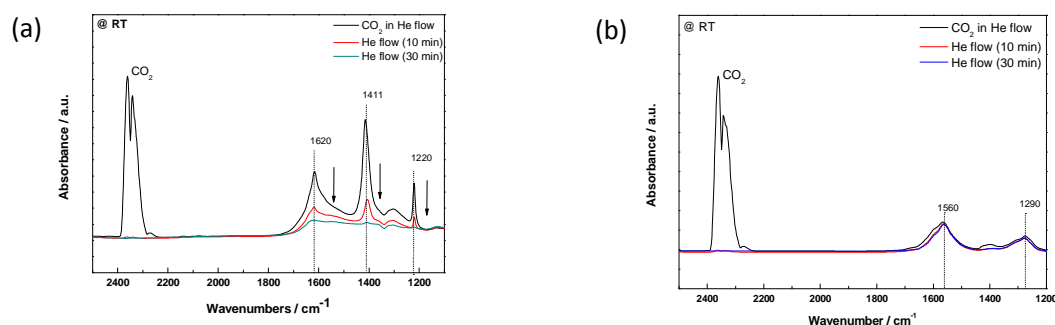 (a)
@ RT
CO2 in He flow
He flow (10 min)
He flow (30 min)
CO2
1620
1411
1220
Absorbance / a.u.
2400 2200 2000 1800 1600 1400 1200
Wavenumbers / cm-1
(b)
@ RT
CO2 in He flow
He flow (10 min)
He flow (30 min)
CO2
1560
1290
Absorbance / a.u.
2400 2200 2000 1800 1600 1400 1200
Wavenumber / cm-1